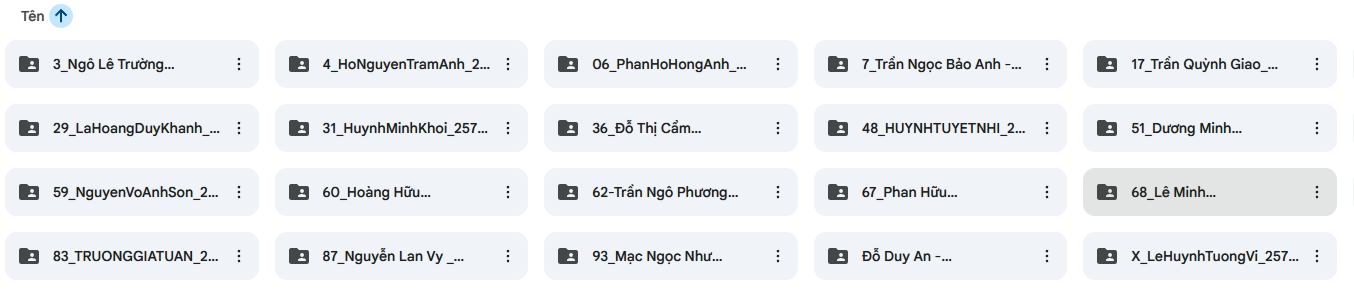 Tên
3_Ngô Lê Trường...
4_HoNguyenTramAnh_2...
06_PhanHoHongAnh_...
7_Trần Ngọc Bảo Anh -...
17_Trần Quỳnh Giao_...
29_LaHoangDuyKhanh_...
31_HuynhMinhKhoi_257...
36_Đỗ Thị Cẩm...
48_HUYNHTUYETNHI_2...
51_Dương Minh...
59_NguyenVoAnhSon_2...
60_Hoàng Hữu...
62-Trần Ngô Phương...
67_Phan Hữu...
68_Lê Minh...
83_TRUONGGIATUAN_2...
87_Nguyễn Lan Vy _...
93_Mạc Ngọc Như...
Đỗ Duy An -...
X_LeHuynhTuongVi_257...